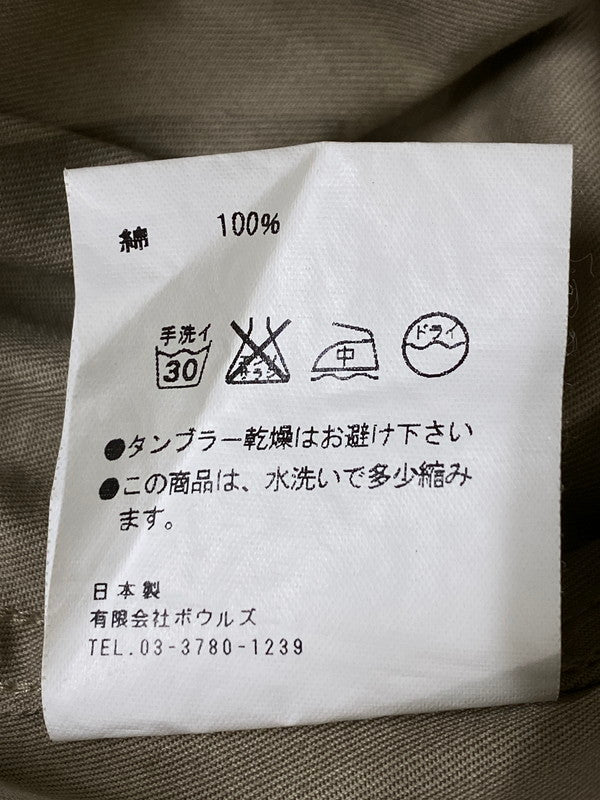 綿 100%
手洗イ ドライ
30 中
●タンブラー乾燥はお避け下さい
●この商品は、水洗いで多少縮み
ます。
日本製
有限会社ボウルズ
TEL.03-3780-1239